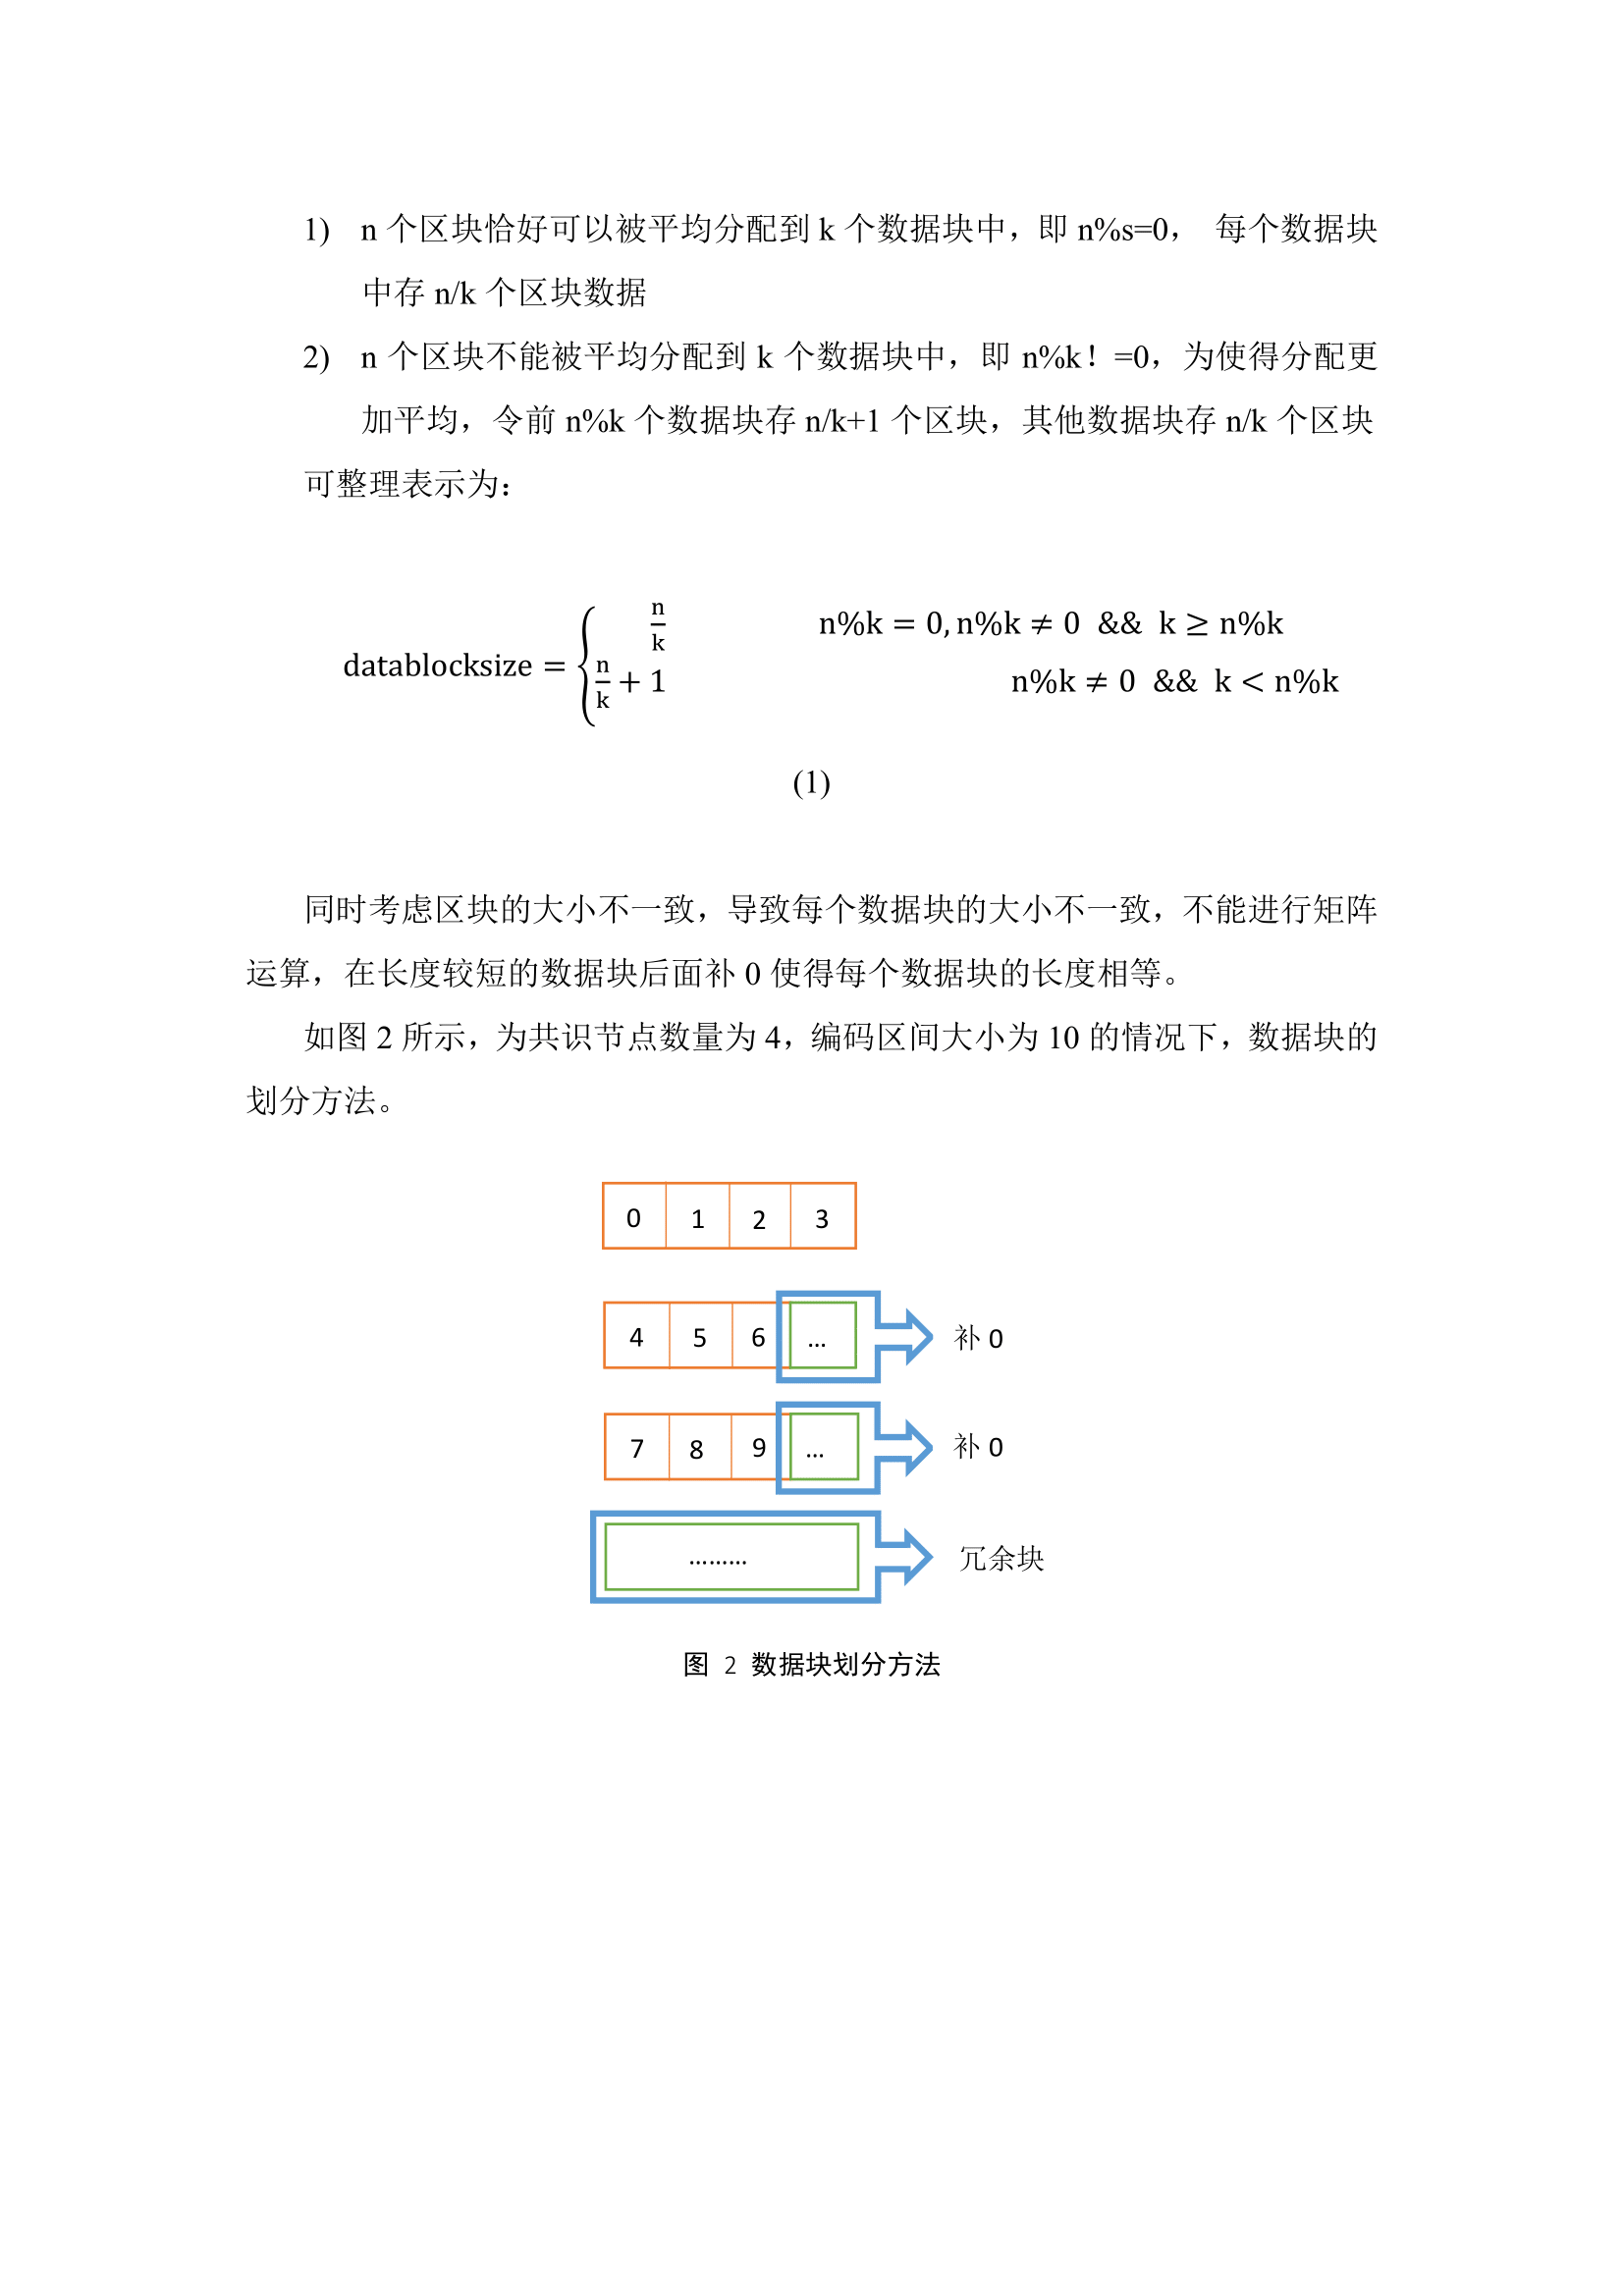 1) n 个区块恰好可以被平均分配到 k 个数据块中，即 n%s=0， 每个数据块
中存 n/k 个区块数据
2) n 个区块不能被平均分配到 k 个数据块中，即 n%k！=0，为使得分配更
加平均，令前 n%k 个数据块存 n/k+1 个区块，其他数据块存 n/k 个区块
可整理表示为：
datablocksize = { n/k n%k = 0, n%k ≠ 0 && k ≥ n%k
n/k + 1 n%k ≠ 0 && k < n%k
(1)
同时考虑区块的大小不一致，导致每个数据块的大小不一致，不能进行矩阵
运算，在长度较短的数据块后面补 0 使得每个数据块的长度相等。
如图 2 所示，为共识节点数量为 4，编码区间大小为 10 的情况下，数据块的
划分方法。
0 1 2 3
4 5 6 ... 补 0
7 8 9 ... 补 0
......... 冗余块
图 2 数据块划分方法